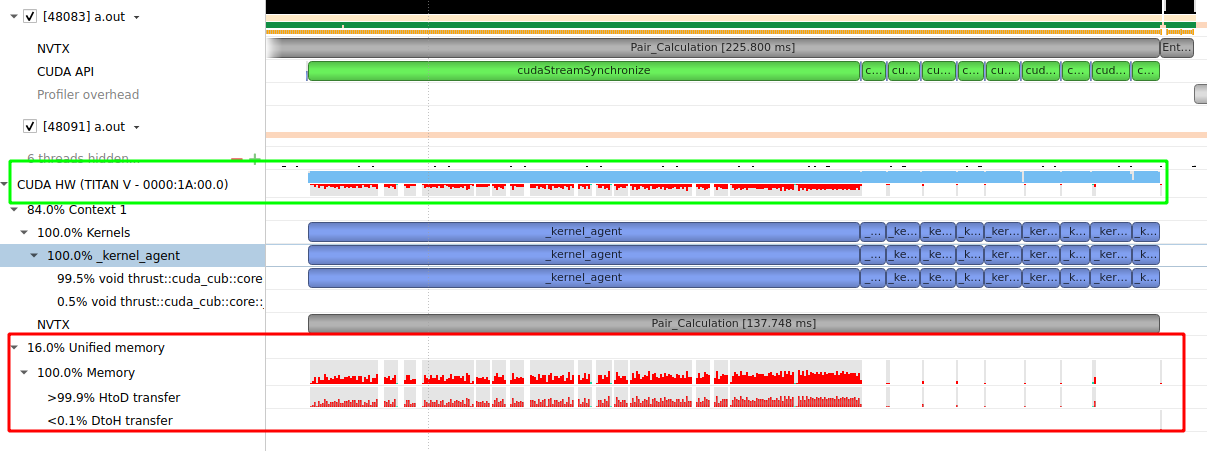 [48083] a.out
NVTX Pair_Calculation [225.800 ms] Ent...
CUDA API cudaStreamSynchronize c... cu... cu... c... cu... cud... c... cud... c...
Profiler overhead
[48091] a.out
6 threads hidden...
CUDA HW (TITAN V - 0000:1A:00.0)
84.0% Context 1
100.0% Kernels _kernel_agent _... _ke... _ke... _k... _ker... _ker... _k... _ker... _k...
100.0% _kernel_agent _kernel_agent _... _ke... _ke... _k... _ker... _ker... _k... _ker... _k...
99.5% void thrust::cuda_cub::core _kernel_agent _... _ke... _ke... _k... _ker... _ker... _k... _ker... _k...
0.5% void thrust::cuda_cub::core::
NVTX Pair_Calculation [137.748 ms]
16.0% Unified memory
100.0% Memory
>99.9% HtoD transfer
<0.1% DtoH transfer